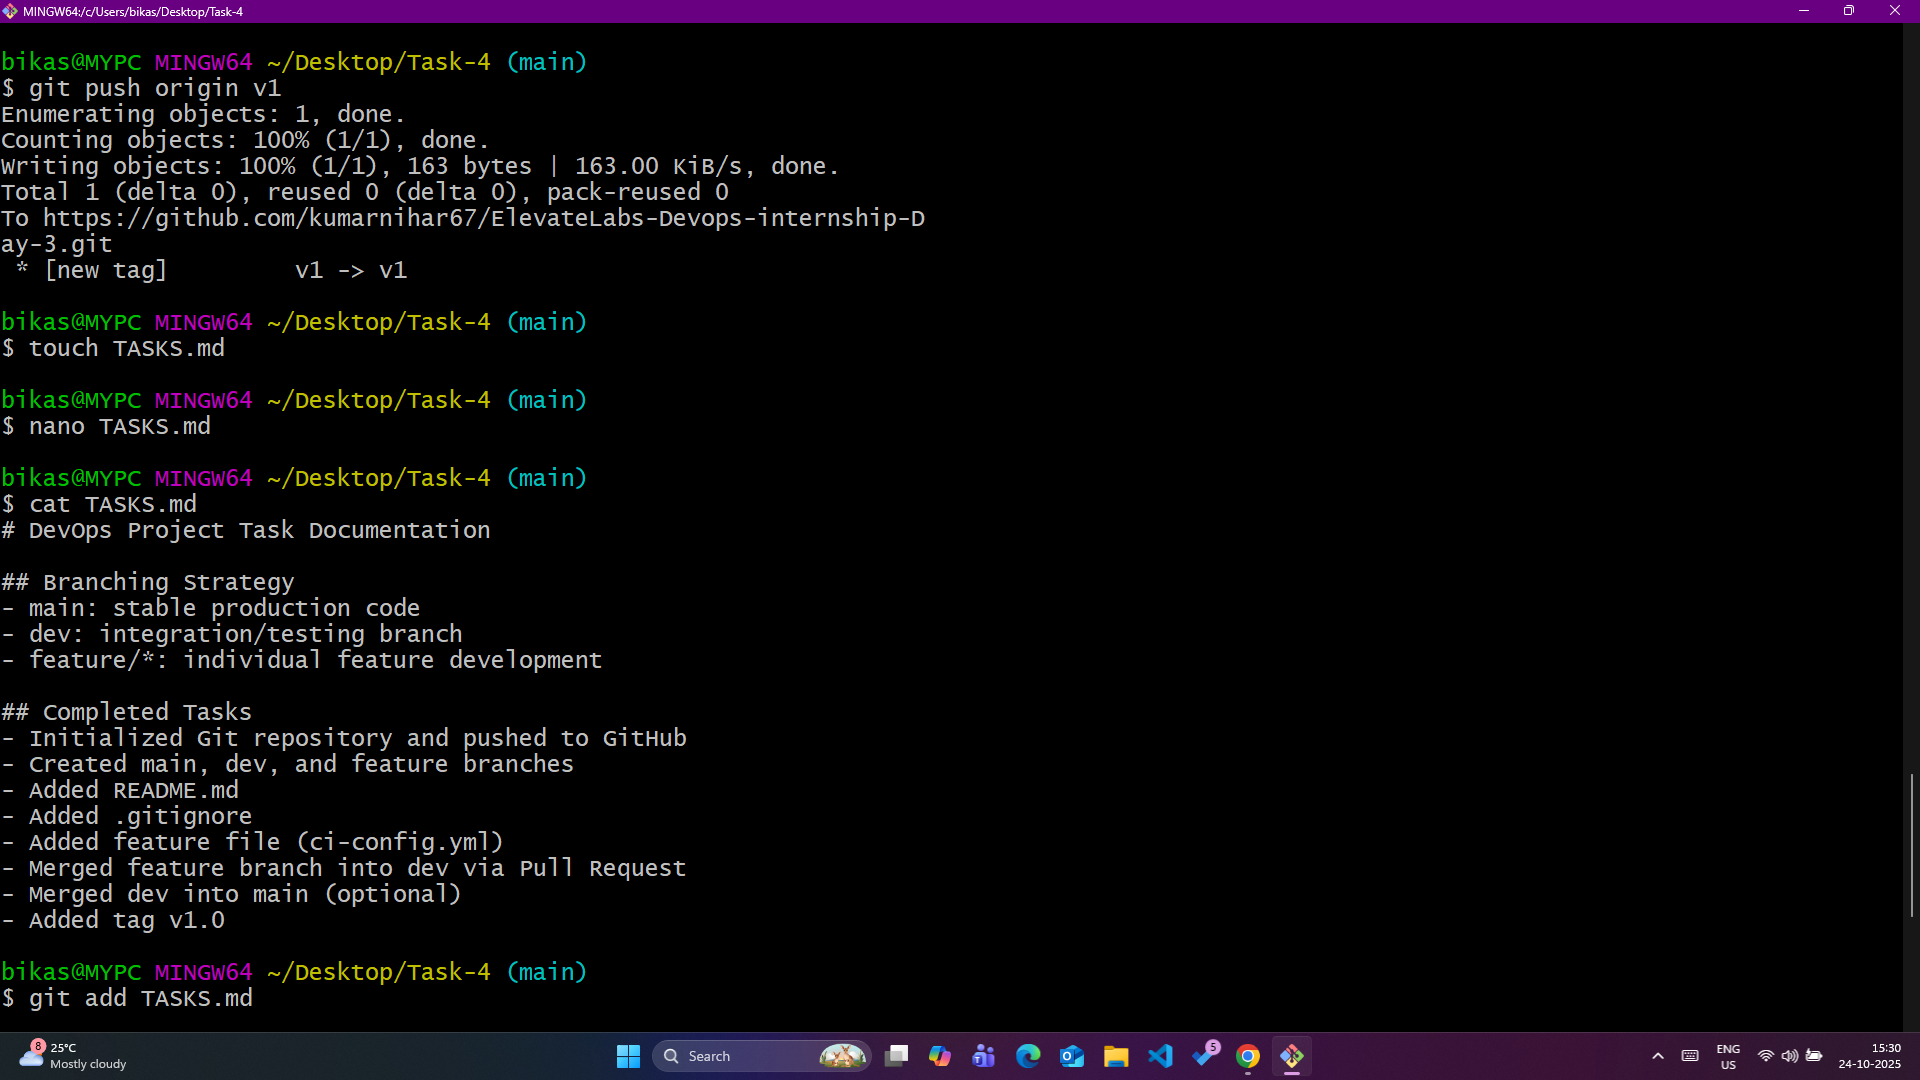 MINGW64:/c/Users/bikas/Desktop/Task-4
bikas@MYPC MINGW64 ~/Desktop/Task-4 (main)
$ git push origin v1
Enumerating objects: 1, done.
Counting objects: 100% (1/1), done.
Writing objects: 100% (1/1), 163 bytes | 163.00 KiB/s, done.
Total 1 (delta 0), reused 0 (delta 0), pack-reused 0
To https://github.com/kumarnihar67/ElevateLabs-Devops-internship-D
ay-3.git
 * [new tag]         v1 -> v1
bikas@MYPC MINGW64 ~/Desktop/Task-4 (main)
$ touch TASKS.md
bikas@MYPC MINGW64 ~/Desktop/Task-4 (main)
$ nano TASKS.md
bikas@MYPC MINGW64 ~/Desktop/Task-4 (main)
$ cat TASKS.md
# DevOps Project Task Documentation
## Branching Strategy
- main: stable production code
- dev: integration/testing branch
- feature/*: individual feature development
## Completed Tasks
- Initialized Git repository and pushed to GitHub
- Created main, dev, and feature branches
- Added README.md
- Added .gitignore
- Added feature file (ci-config.yml)
- Merged feature branch into dev via Pull Request
- Merged dev into main (optional)
- Added tag v1.0
bikas@MYPC MINGW64 ~/Desktop/Task-4 (main)
$ git add TASKS.md
8
25°C
Mostly cloudy
Search
5
ENG
US
15:30
24-10-2025